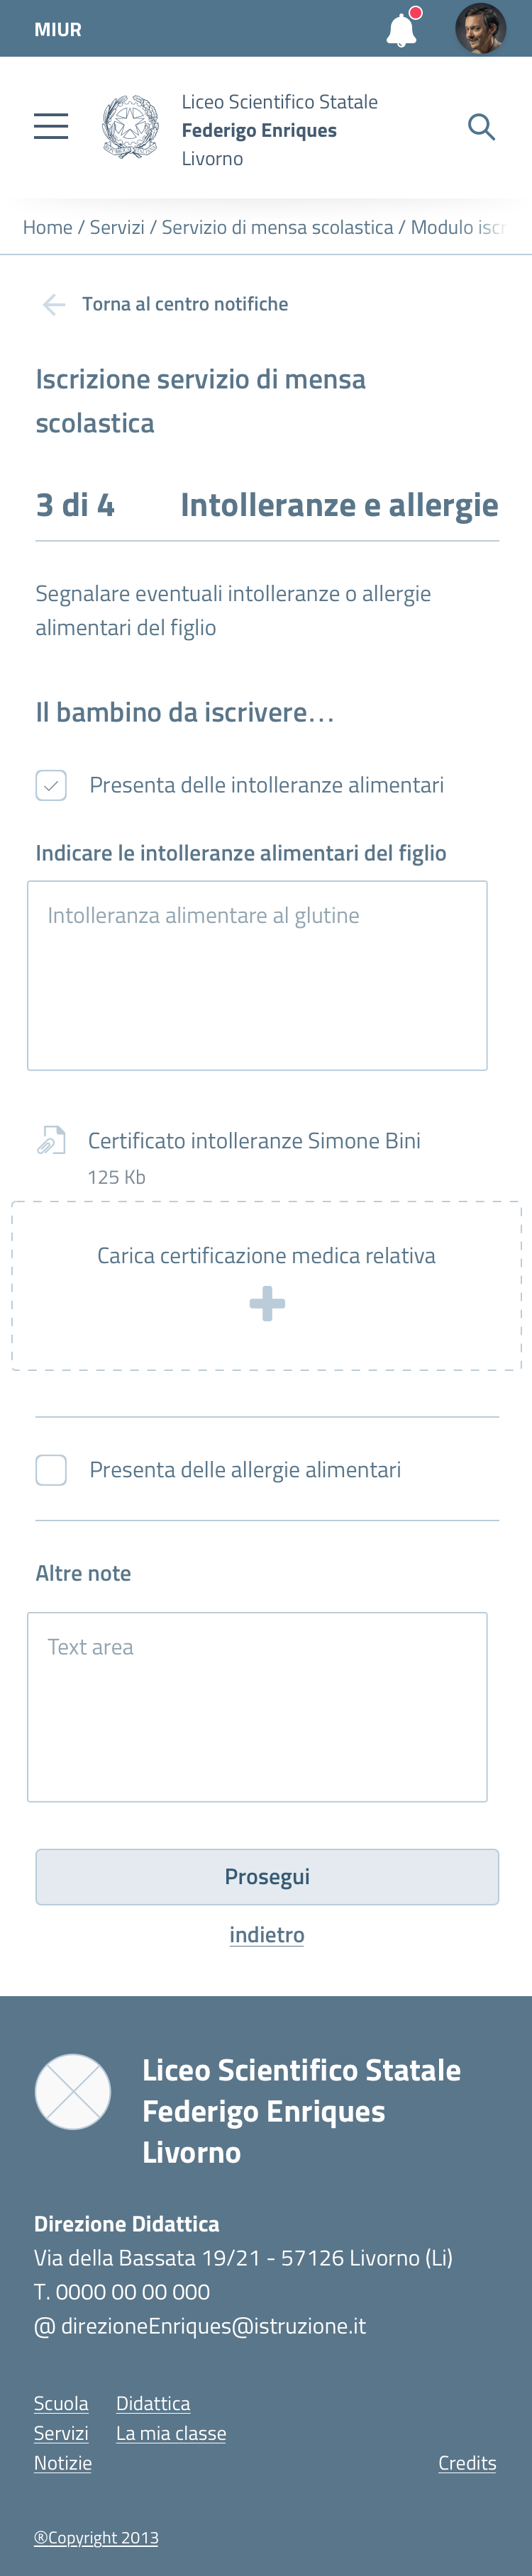 MIUR
Liceo Scientifico Statale
Federigo Enriques
Livorno
Home / Servizi / Servizio di mensa scolastica / Modulo iscr
Torna al centro notifiche
Iscrizione servizio di mensa
scolastica
3 di 4 Intolleranze e allergie
Segnalare eventuali intolleranze o allergie
alimentari del figlio
Il bambino da iscrivere...
Presenta delle intolleranze alimentari
Indicare le intolleranze alimentari del figlio
Intolleranza alimentare al glutine
Certificato intolleranze Simone Bini
125 Kb
Carica certificazione medica relativa
Presenta delle allergie alimentari
Altre note
Text area
Prosegui
indietro
Liceo Scientifico Statale
Federigo Enriques
Livorno
Direzione Didattica
Via della Bassata 19/21 - 57126 Livorno (Li)
T. 0000 00 00 000
@ direzioneEnriques@istruzione.it
Scuola Didattica
Servizi La mia classe
Notizie Credits
®Copyright 2013